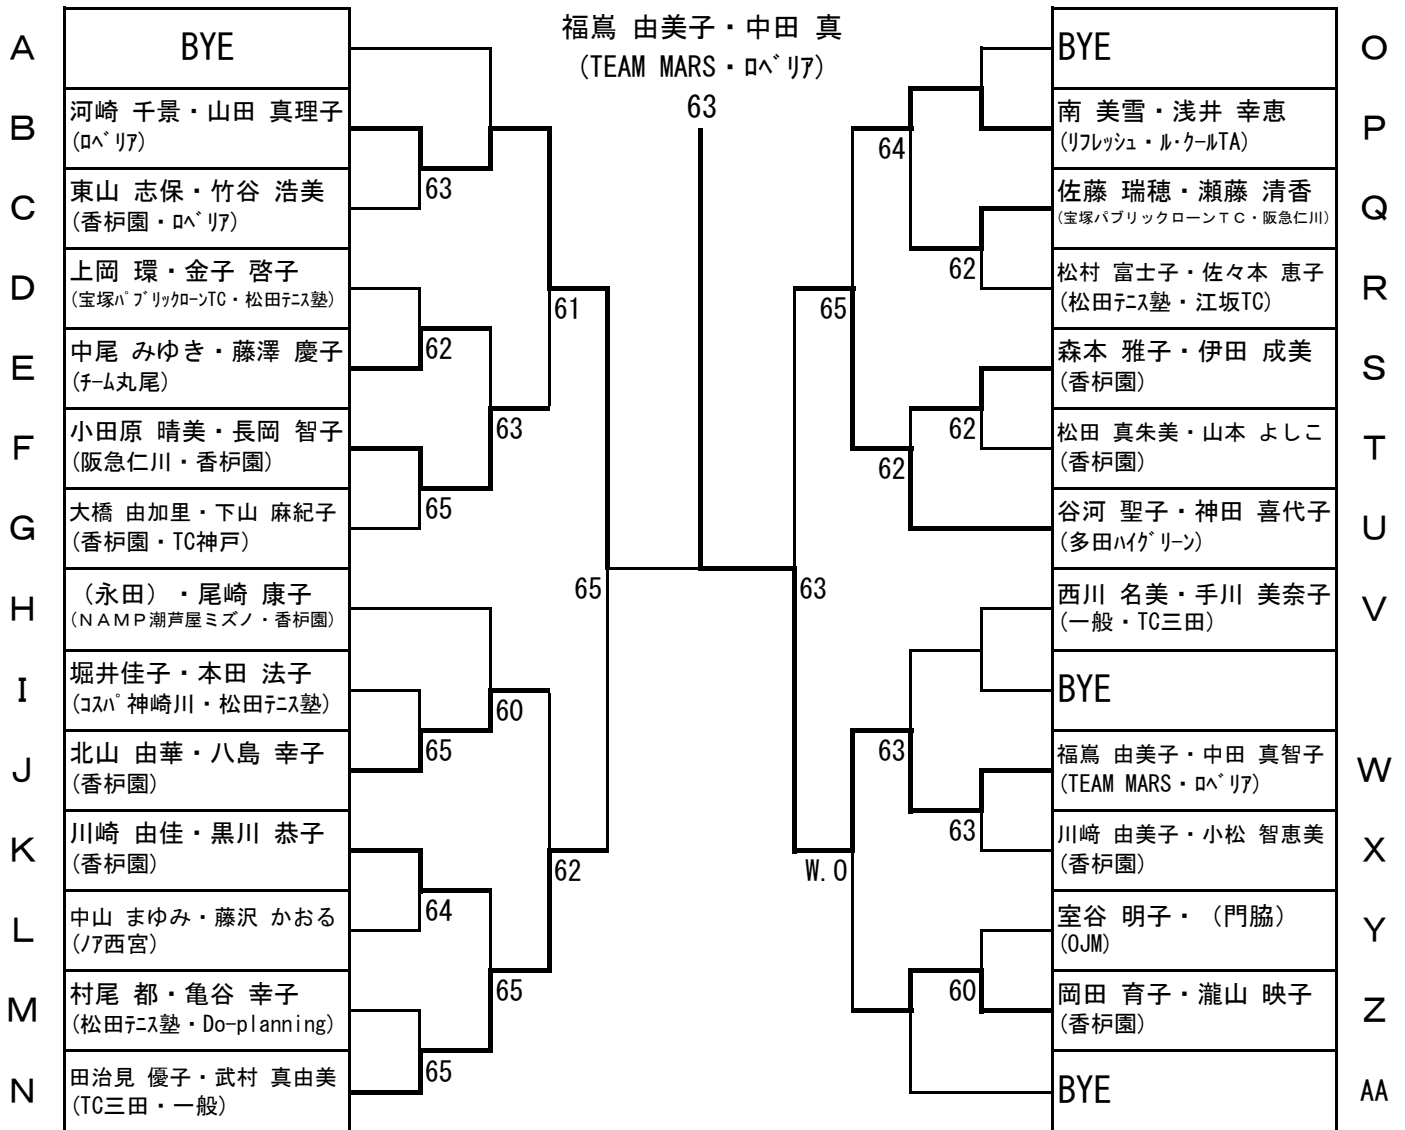 福嶌 由美子・中田 真
(TEAM MARS・ロベリア)
63
A
BYE
B
河崎 千景・山田 真理子
(ロベリア)
63
C
東山 志保・竹谷 浩美
(香枦園・ロベリア)
D
上岡 環・金子 啓子
(宝塚パブリックローンTC・松田テニス塾)
61
62
E
中尾 みゆき・藤澤 慶子
(チーム丸尾)
63
F
小田原 晴美・長岡 智子
(阪急仁川・香枦園)
65
G
大橋 由加里・下山 麻紀子
(香枦園・TC神戸)
65
H
（永田）・尾崎 康子
(ＮＡＭＰ潮芦屋ミズノ・香枦園)
I
堀井佳子・本田 法子
(コスパ神崎川・松田テニス塾)
60
65
J
北山 由華・八島 幸子
(香枦園)
K
川崎 由佳・黒川 恭子
(香枦園)
62
64
L
中山 まゆみ・藤沢 かおる
(ノア西宮)
65
M
村尾 都・亀谷 幸子
(松田テニス塾・Do-planning)
65
N
田治見 優子・武村 真由美
(TC三田・一般)
BYE
O
64
南 美雪・浅井 幸恵
(リフレッシュ・ル・クールTA)
P
佐藤 瑞穂・瀬藤 清香
(宝塚パブリックローンＴＣ・阪急仁川)
Q
62
松村 富士子・佐々本 恵子
(松田テニス塾・江坂TC)
R
65
森本 雅子・伊田 成美
(香枦園)
S
62
松田 真朱美・山本 よしこ
(香枦園)
T
62
谷河 聖子・神田 喜代子
(多田ハイグリーン)
U
63
西川 名美・手川 美奈子
(一般・TC三田)
V
BYE
63
福嶌 由美子・中田 真智子
(TEAM MARS・ロベリア)
W
63
川﨑 由美子・小松 智恵美
(香枦園)
X
W.O
室谷 明子・（門脇）
(OJM)
Y
60
岡田 育子・瀧山 映子
(香枦園)
Z
BYE
AA